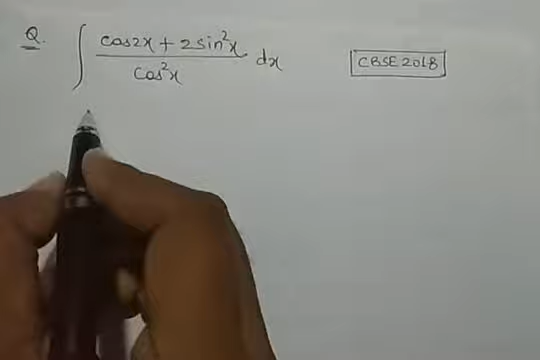 Q. ∫ (cos2x + 2sin²x) / cos²x dx
CBSE 2018